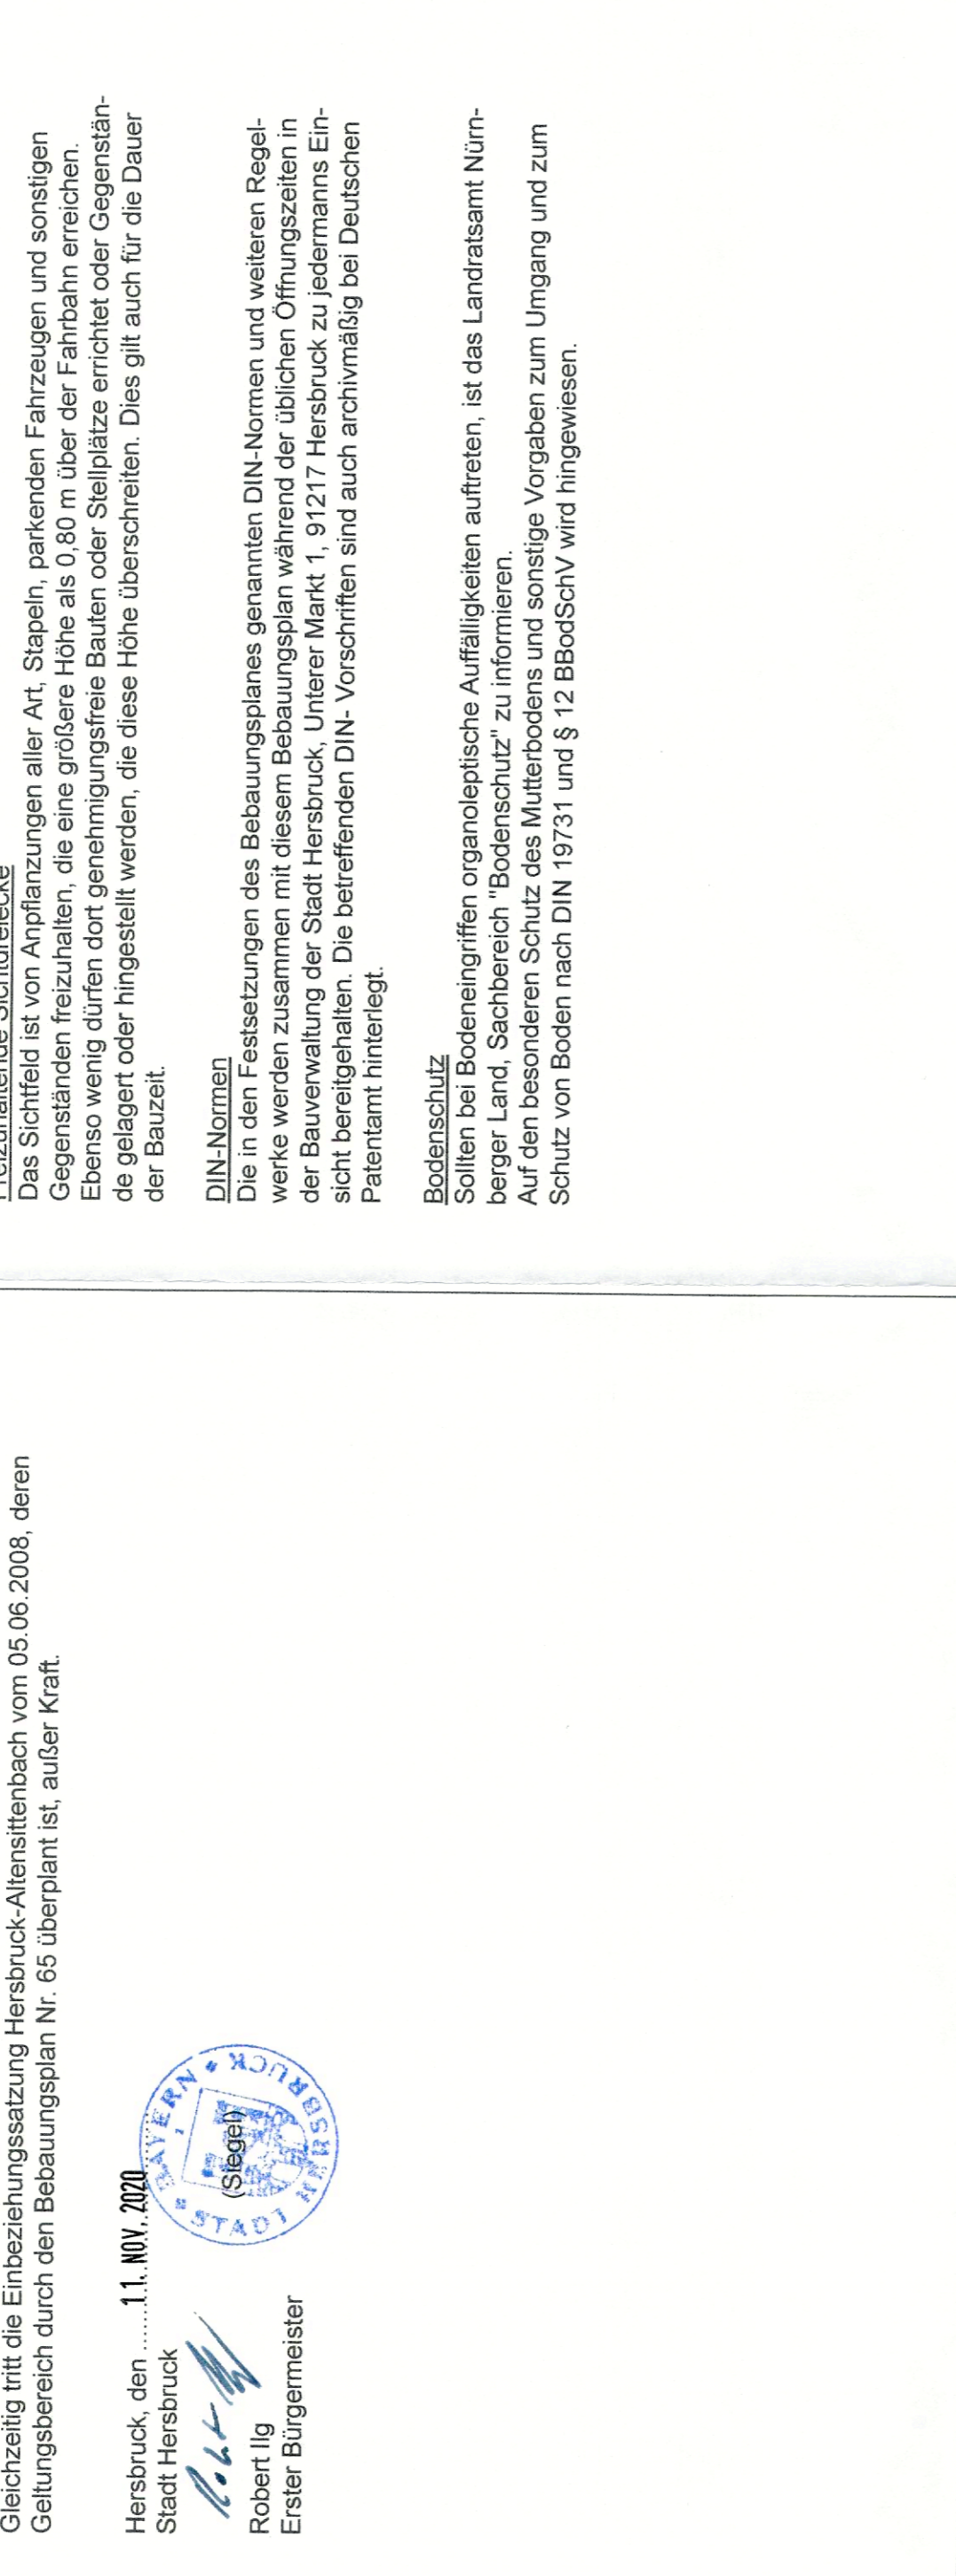 Gleichzeitig tritt die Einbeziehungssatzung Hersbruck-Altensittenbach vom 05.06.2008, deren
Geltungsbereich durch den Bebauungsplan Nr. 65 überplant ist, außer Kraft.
Hersbruck, den ......11. NOV. 2020
Stadt Hersbruck
Robert Ilg
Erster Bürgermeister
(Siegel)
BAYERN
STADT HERSBRUCK
Freizuhaltende Sichtdreiecke
Das Sichtfeld ist von Anpflanzungen aller Art, Stapeln, parkenden Fahrzeugen und sonstigen
Gegenständen freizuhalten, die eine größere Höhe als 0,80 m über der Fahrbahn erreichen.
Ebenso wenig dürfen dort genehmigungsfreie Bauten oder Stellplätze errichtet oder Gegenstän-
de gelagert oder hingestellt werden, die diese Höhe überschreiten. Dies gilt auch für die Dauer
der Bauzeit.
DIN-Normen
Die in den Festsetzungen des Bebauungsplanes genannten DIN-Normen und weiteren Regel-
werke werden zusammen mit diesem Bebauungsplan während der üblichen Öffnungszeiten in
der Bauverwaltung der Stadt Hersbruck, Unterer Markt 1, 91217 Hersbruck zu jedermanns Ein-
sicht bereitgehalten. Die betreffenden DIN- Vorschriften sind auch archivmäßig bei Deutschen
Patentamt hinterlegt.
Bodenschutz
Sollten bei Bodeneingriffen organoleptische Auffälligkeiten auftreten, ist das Landratsamt Nürn-
berger Land, Sachbereich "Bodenschutz" zu informieren.
Auf den besonderen Schutz des Mutterbodens und sonstige Vorgaben zum Umgang und zum
Schutz von Boden nach DIN 19731 und § 12 BBodSchV wird hingewiesen.